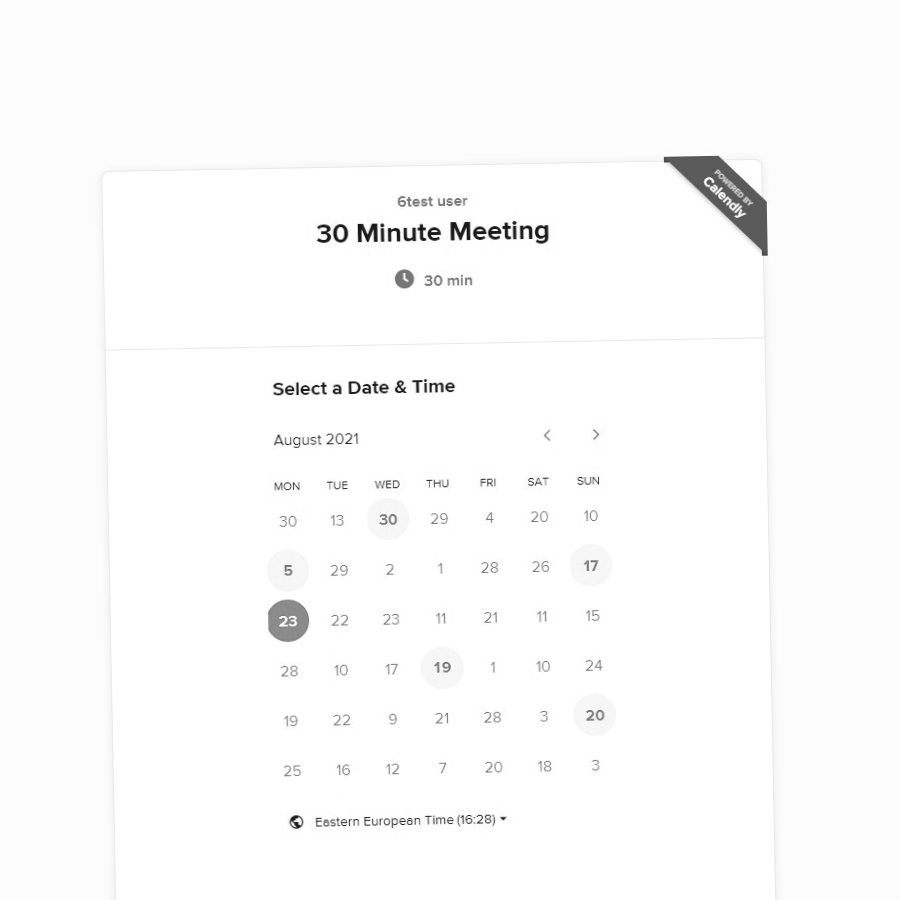 POWERED BY
Calendly
6test user
30 Minute Meeting
30 min
Select a Date & Time
August 2021
MON TUE WED THU FRI SAT SUN
30 13 30 29 4 20 10
5 29 2 1 28 26 17
23 22 23 11 21 11 15
28 10 17 19 1 10 24
19 22 9 21 28 3 20
25 16 12 7 20 18 3
Eastern European Time (16:28)